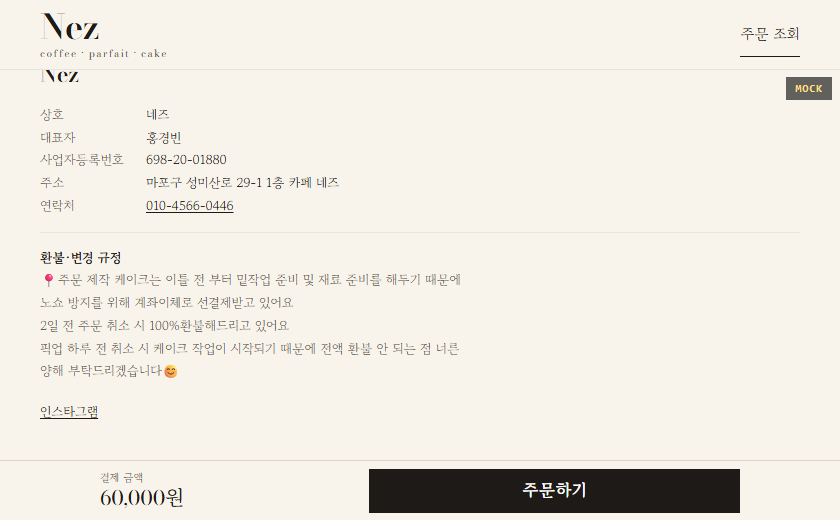 Nez
coffee · parfait · cake
주문 조회
Nez
MOCK
상호 네즈
대표자 홍경빈
사업자등록번호 698-20-01880
주소 마포구 성미산로 29-1 1층 카페 네즈
연락처 010-4566-0446
환불·변경 규정
📍주문 제작 케이크는 이틀 전 부터 밑작업 준비 및 재료 준비를 해두기 때문에
노쇼 방지를 위해 계좌이체로 선결제받고 있어요
2일 전 주문 취소 시 100%환불해드리고 있어요
픽업 하루 전 취소 시 케이크 작업이 시작되기 때문에 전액 환불 안 되는 점 너른
양해 부탁드리겠습니다😊
인스타그램
결제 금액
60,000원
주문하기